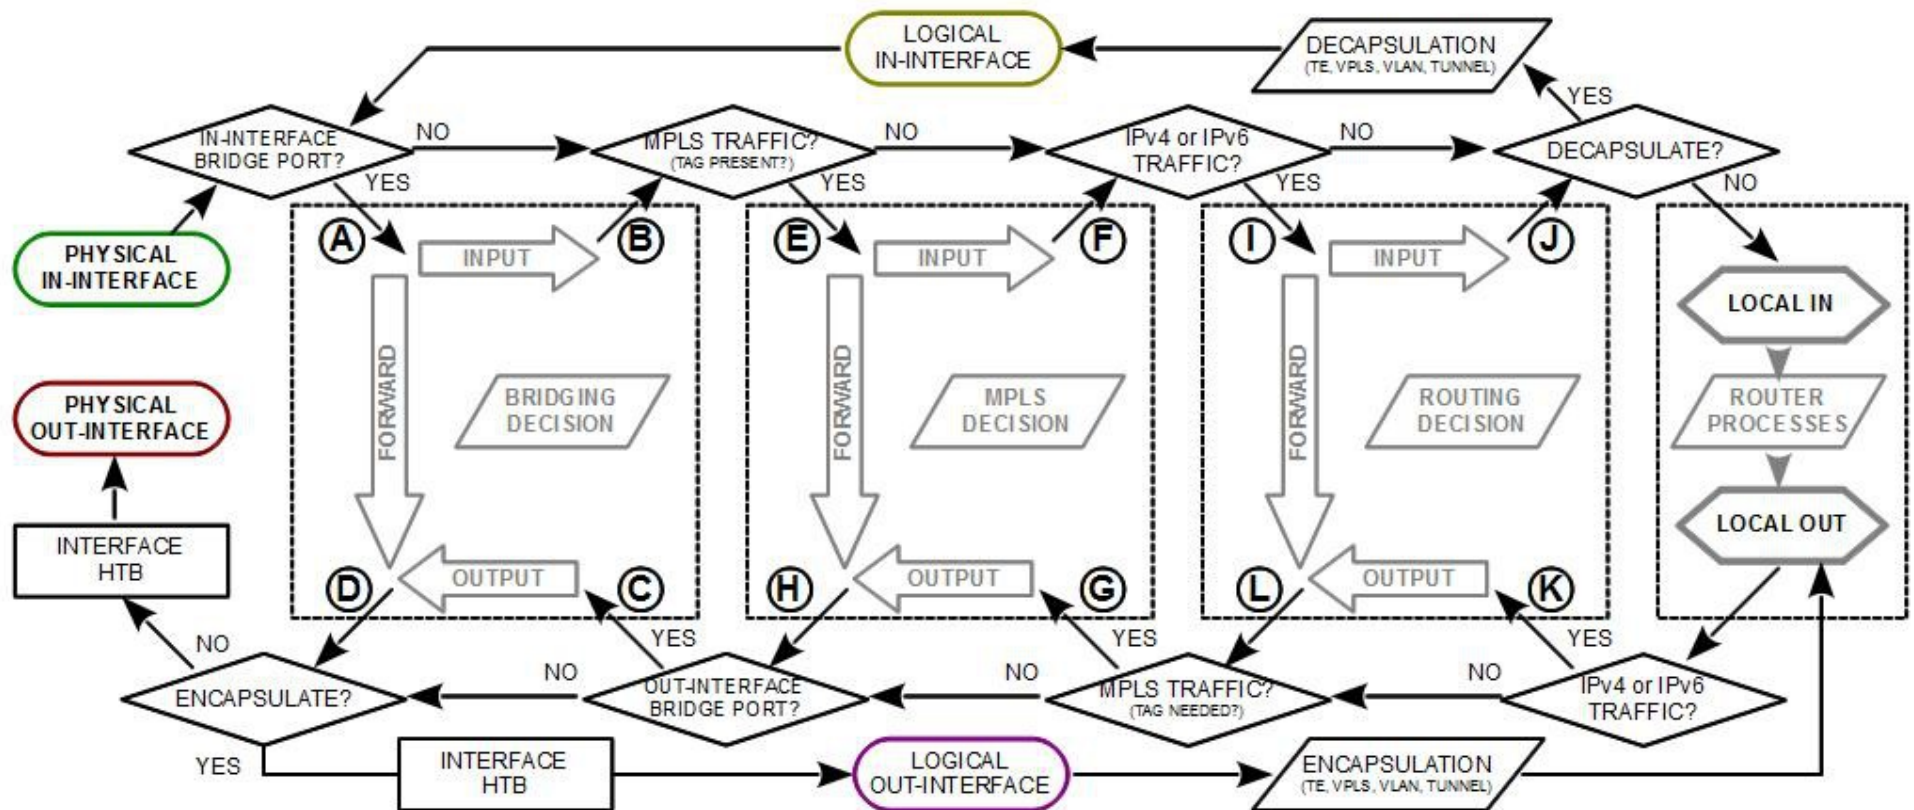 LOGICAL
IN-INTERFACE
DECAPSULATION
(TE, VPLS, VLAN, TUNNEL)
YES
IN-INTERFACE
BRIDGE PORT?
NO
MPLS TRAFFIC?
(TAG PRESENT?)
NO
IPv4 or IPv6
TRAFFIC?
NO
DECAPSULATE?
YES
YES
YES
NO
PHYSICAL
IN-INTERFACE
A
INPUT
B
E
INPUT
F
I
INPUT
J
LOCAL IN
FORWARD
BRIDGING
DECISION
FORWARD
MPLS
DECISION
FORWARD
ROUTING
DECISION
ROUTER
PROCESSES
PHYSICAL
OUT-INTERFACE
LOCAL OUT
INTERFACE
HTB
D
OUTPUT
C
H
OUTPUT
G
L
OUTPUT
K
NO
YES
YES
YES
ENCAPSULATE?
NO
OUT-INTERFACE
BRIDGE PORT?
NO
MPLS TRAFFIC?
(TAG NEEDED?)
NO
IPv4 or IPv6
TRAFFIC?
YES
INTERFACE
HTB
LOGICAL
OUT-INTERFACE
ENCAPSULATION
(TE, VPLS, VLAN, TUNNEL)